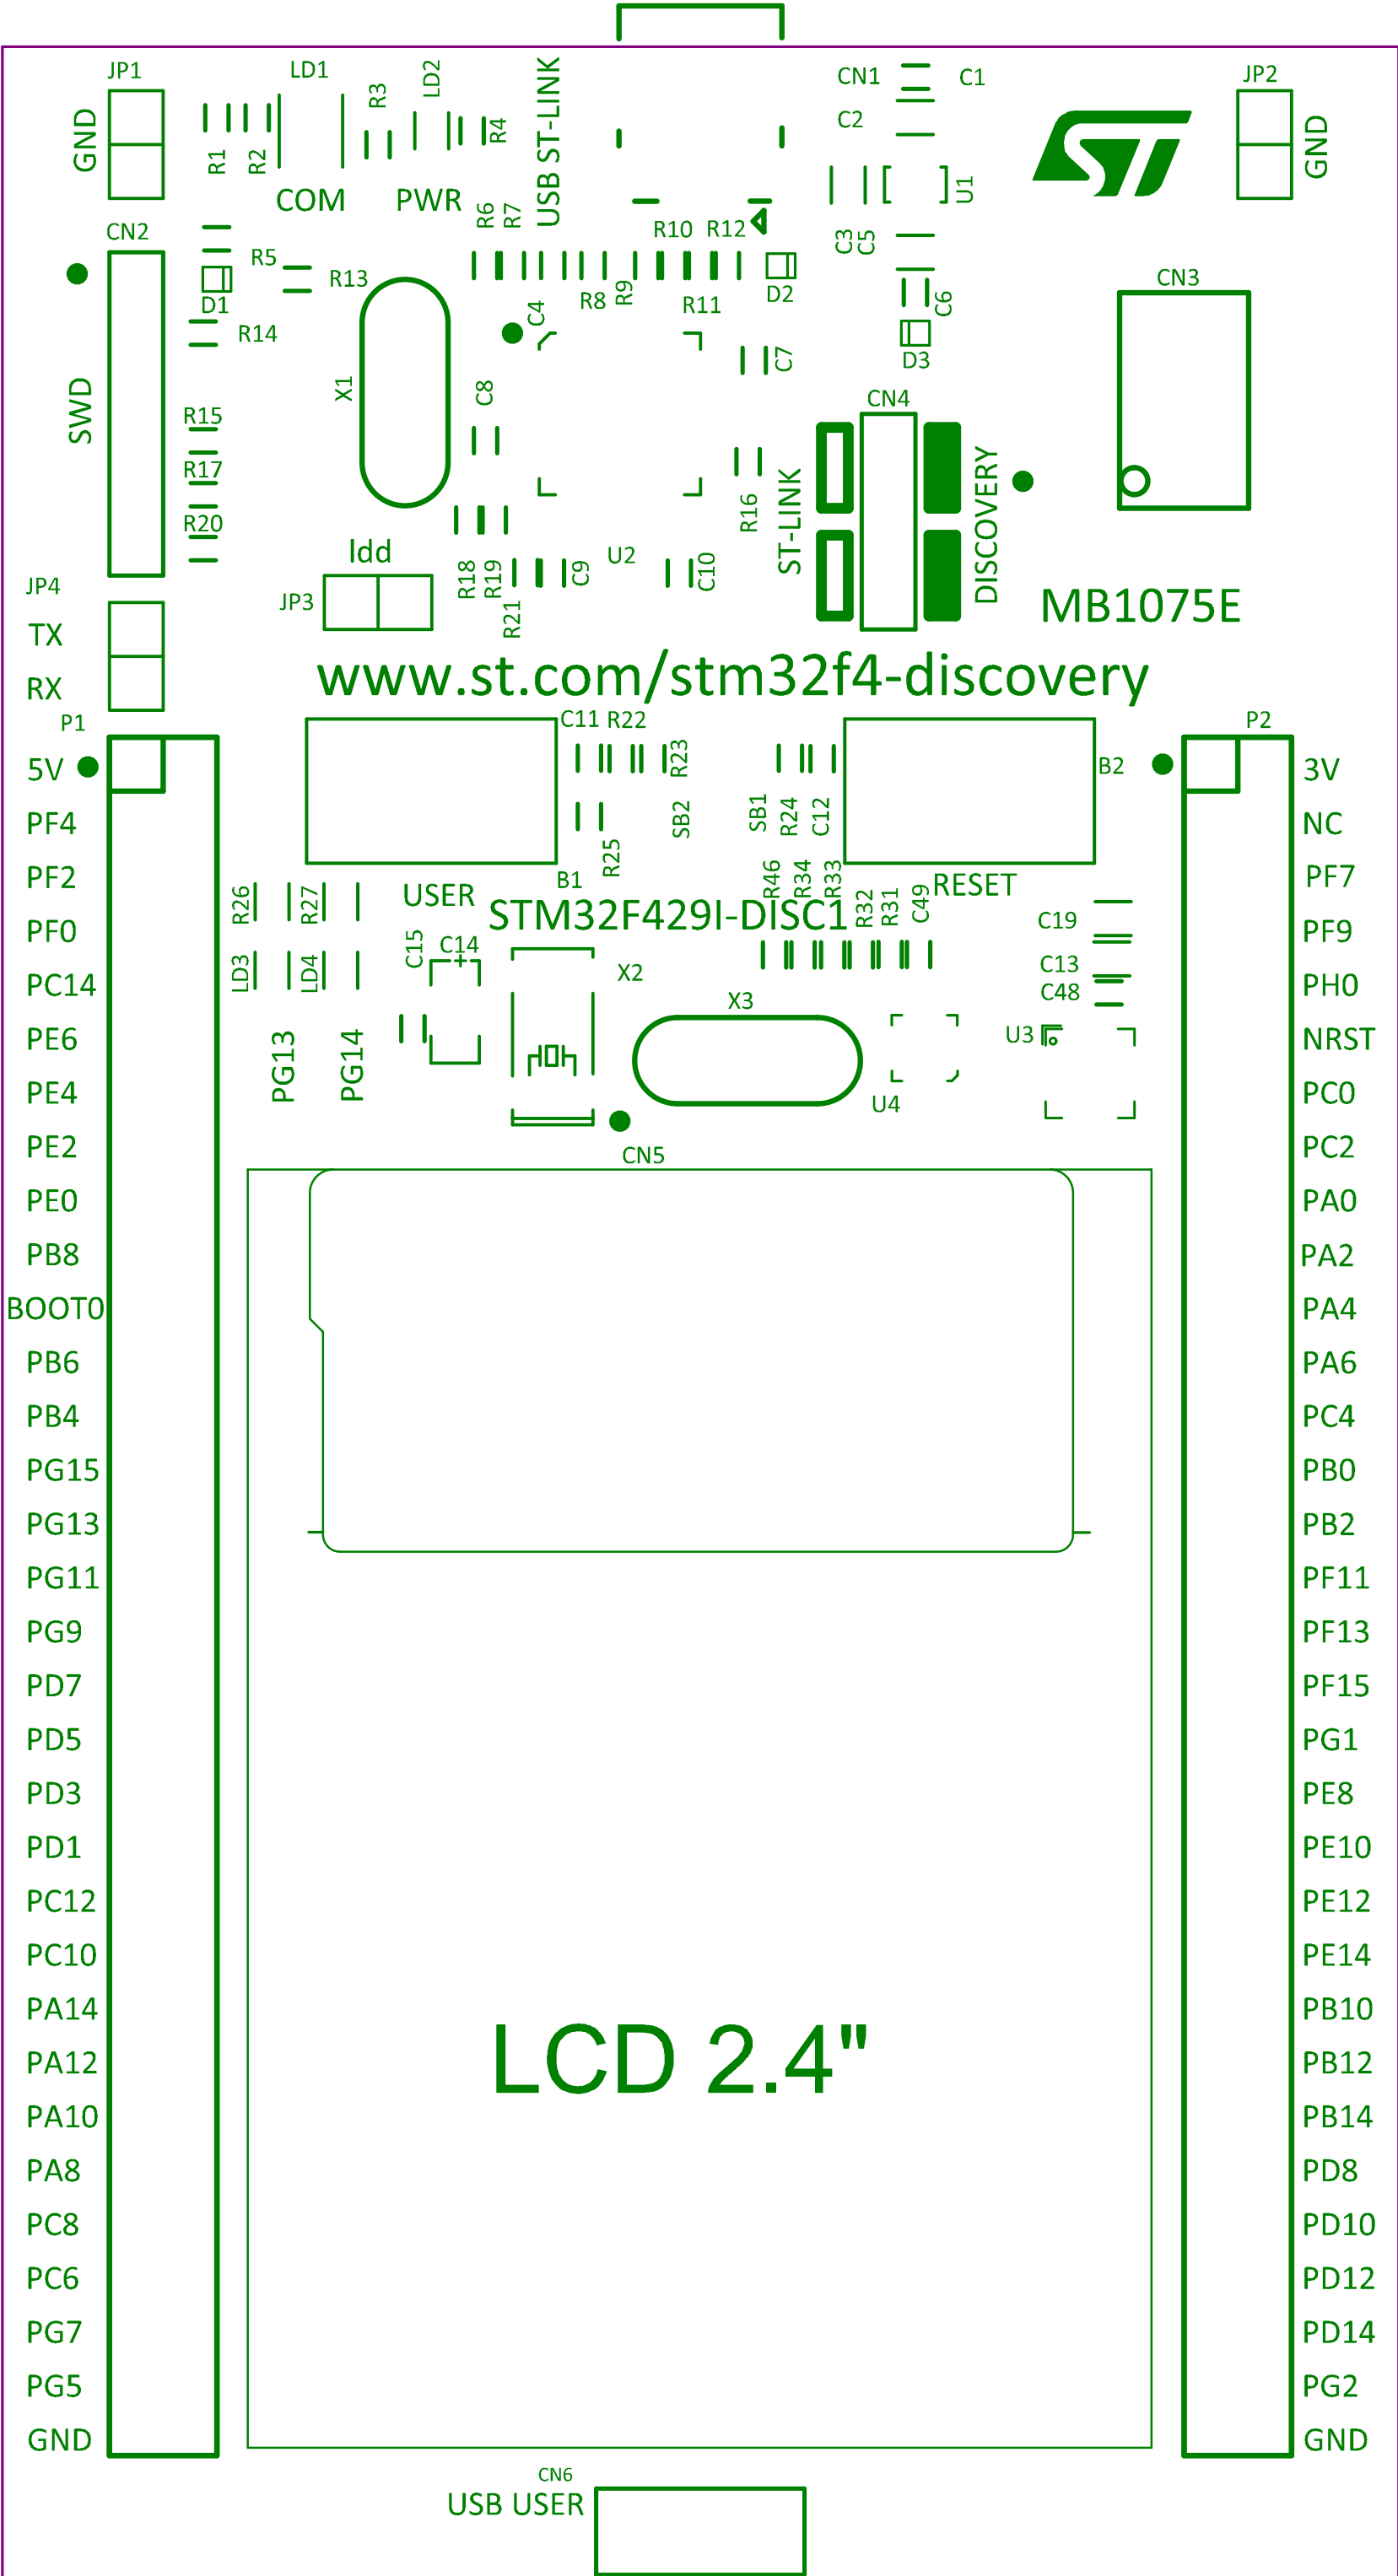 JP1
LD1
R3
LD2
USB ST-LINK
CN1
C1
JP2
GND
R1
R2
R4
C2
ST
GND
COM
PWR
U1
CN2
R6
R7
R10
R12
C3
C5
R5
D1
R13
R8
R9
R11
D2
C6
CN3
R14
C4
D3
SWD
X1
C8
C7
CN4
R15
R17
R20
R16
ST-LINK
DISCOVERY
Idd
JP3
R18
R19
R21
C9
U2
C10
JP4
TX
RX
MB1075E
www.st.com/stm32f4-discovery
P1
C11
R22
R23
P2
B2
SB2
SB1
R24
C12
R25
B1
R46
R34
R33
R32
R31
C49
R26
R27
USER
RESET
STM32F429I-DISC1
C19
C13
C48
LD3
LD4
C15
C14
+
X2
X3
U3
U4
PG13
PG14
CN5
5V
PF4
PF2
PF0
PC14
PE6
PE4
PE2
PE0
PB8
BOOT0
PB6
PB4
PG15
PG13
PG11
PG9
PD7
PD5
PD3
PD1
PC12
PC10
PA14
PA12
PA10
PA8
PC8
PC6
PG7
PG5
GND
3V
NC
PF7
PF9
PH0
NRST
PC0
PC2
PA0
PA2
PA4
PA6
PC4
PB0
PB2
PF11
PF13
PF15
PG1
PE8
PE10
PE12
PE14
PB10
PB12
PB14
PD8
PD10
PD12
PD14
PG2
GND
LCD 2.4"
CN6
USB USER